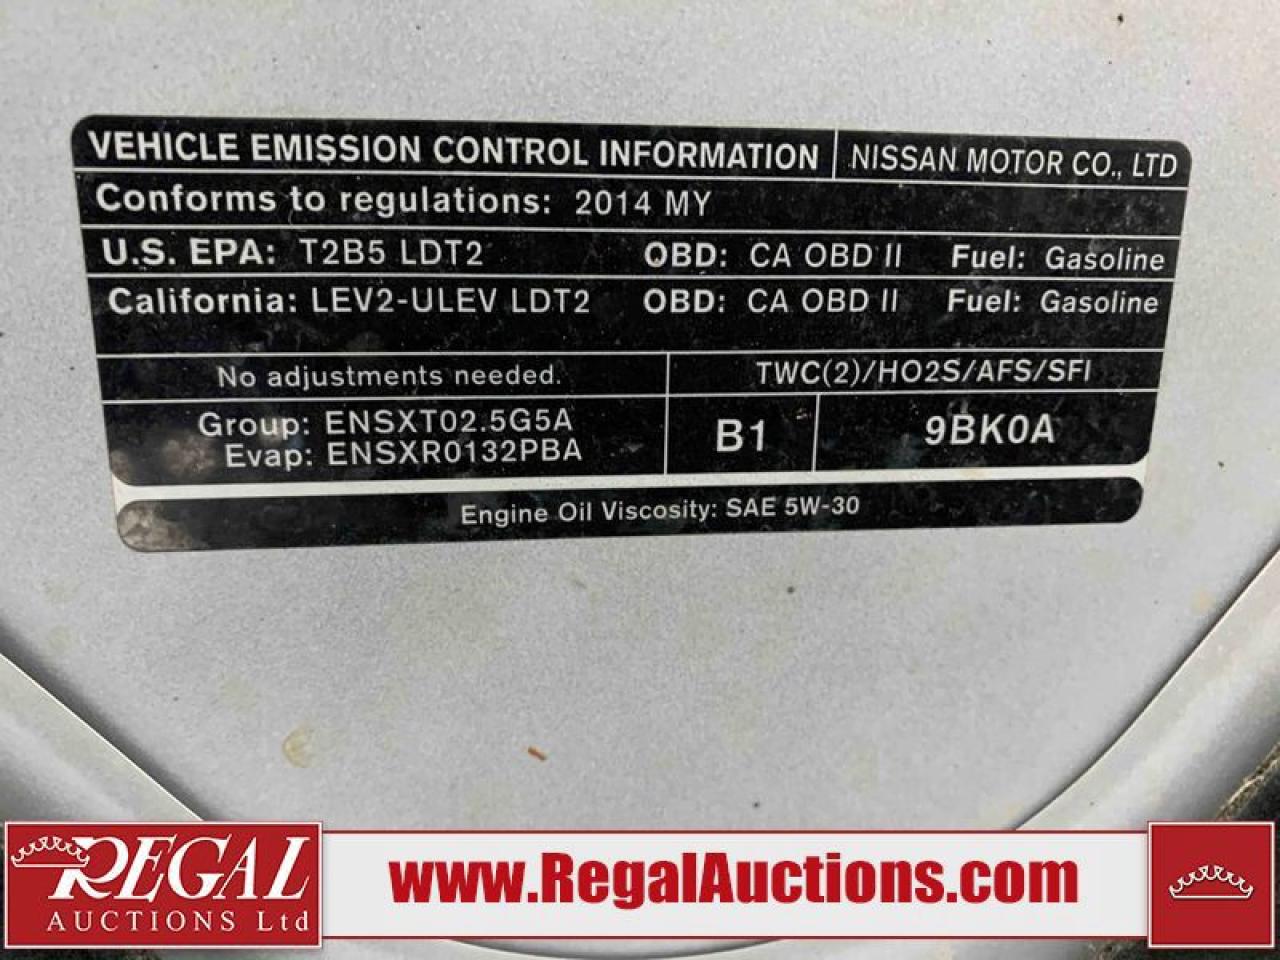 VEHICLE EMISSION CONTROL INFORMATION NISSAN MOTOR CO., LTD
Conforms to regulations: 2014 MY
U.S. EPA: T2B5 LDT2 OBD: CA OBD II Fuel: Gasoline
California: LEV2-ULEV LDT2 OBD: CA OBD II Fuel: Gasoline
No adjustments needed. TWC(2)/HO2S/AFS/SFI
Group: ENSXT02.5G5A
Evap: ENSXR0132PBA
B1 9BK0A
Engine Oil Viscosity: SAE 5W-30
REGAL
AUCTIONS Ltd
www.RegalAuctions.com